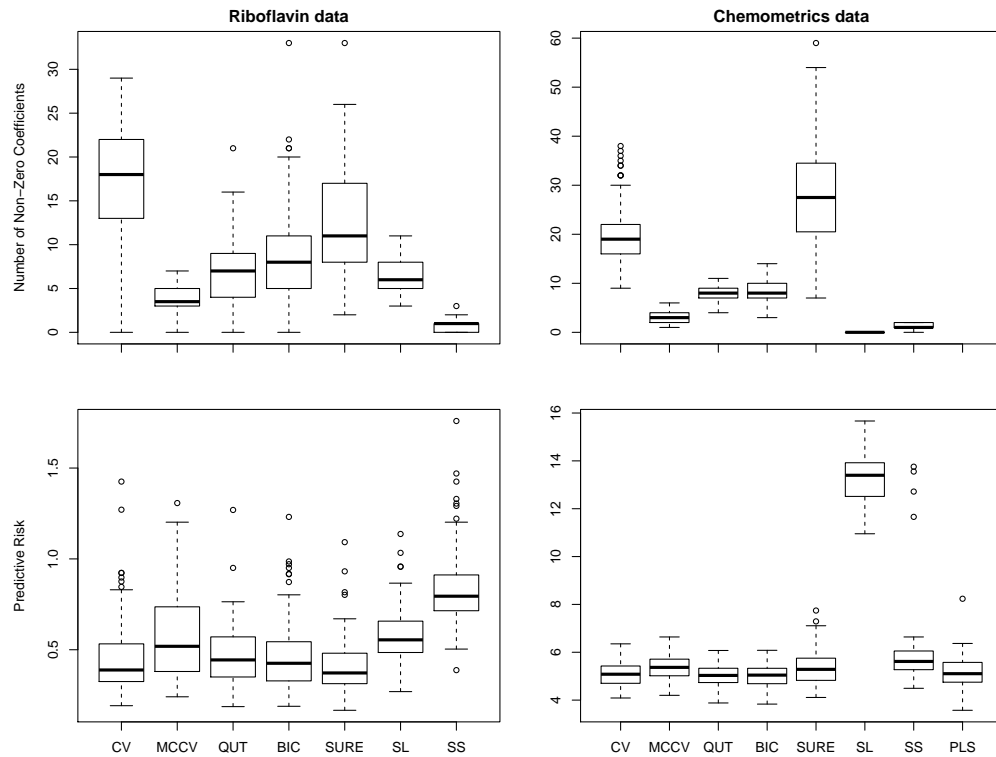 Riboflavin data
Chemometrics data
Number of Non−Zero Coefficients
0 5 10 15 20 25 30
0 10 20 30 40 50 60
Predictive Risk
0.5 1.0 1.5
4 6 8 10 12 14 16
CV MCCV QUT BIC SURE SL SS
CV MCCV QUT BIC SURE SL SS PLS